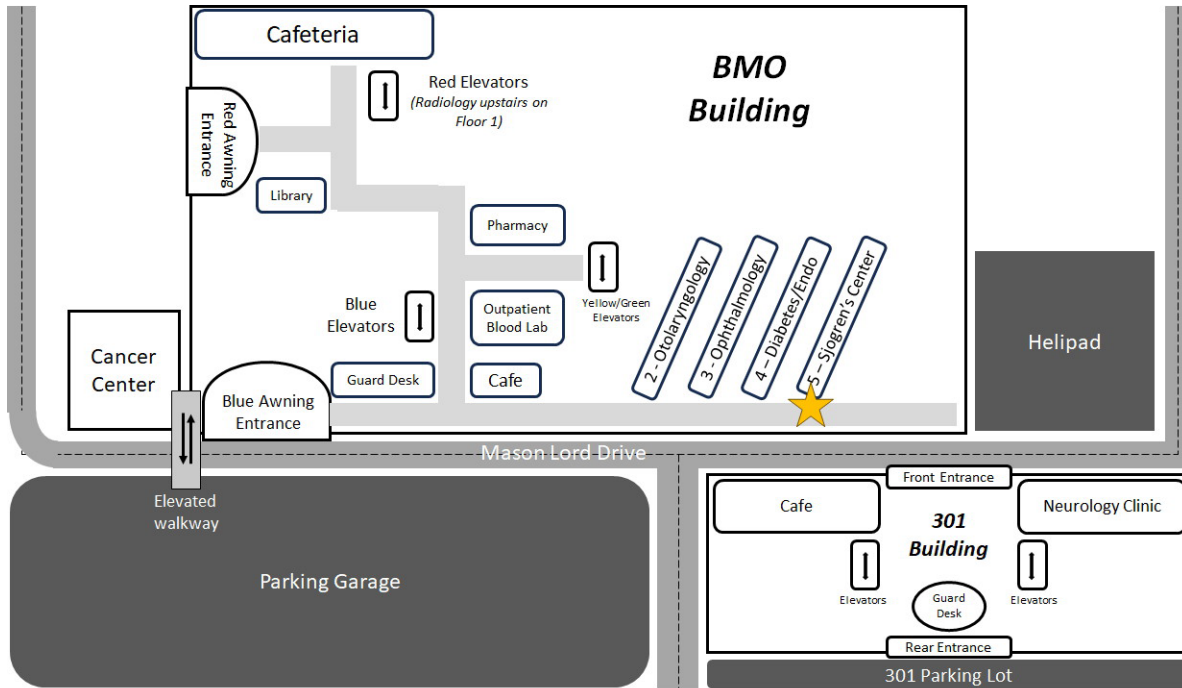 Cafeteria
BMO
Building
Red Elevators
(Radiology upstairs on
Floor 1)
Red Awning
Entrance
Library
Pharmacy
Yellow/Green
Elevators
Blue
Elevators
Outpatient
Blood Lab
2 - Otolaryngology
3 - Ophthalmology
4 – Diabetes/Endo
5 – Sjogren's Center
Helipad
Cancer
Center
Guard Desk
Cafe
Blue Awning
Entrance
Mason Lord Drive
Elevated
walkway
Parking Garage
Front Entrance
Cafe
301
Building
Neurology Clinic
Elevators
Guard
Desk
Elevators
Rear Entrance
301 Parking Lot